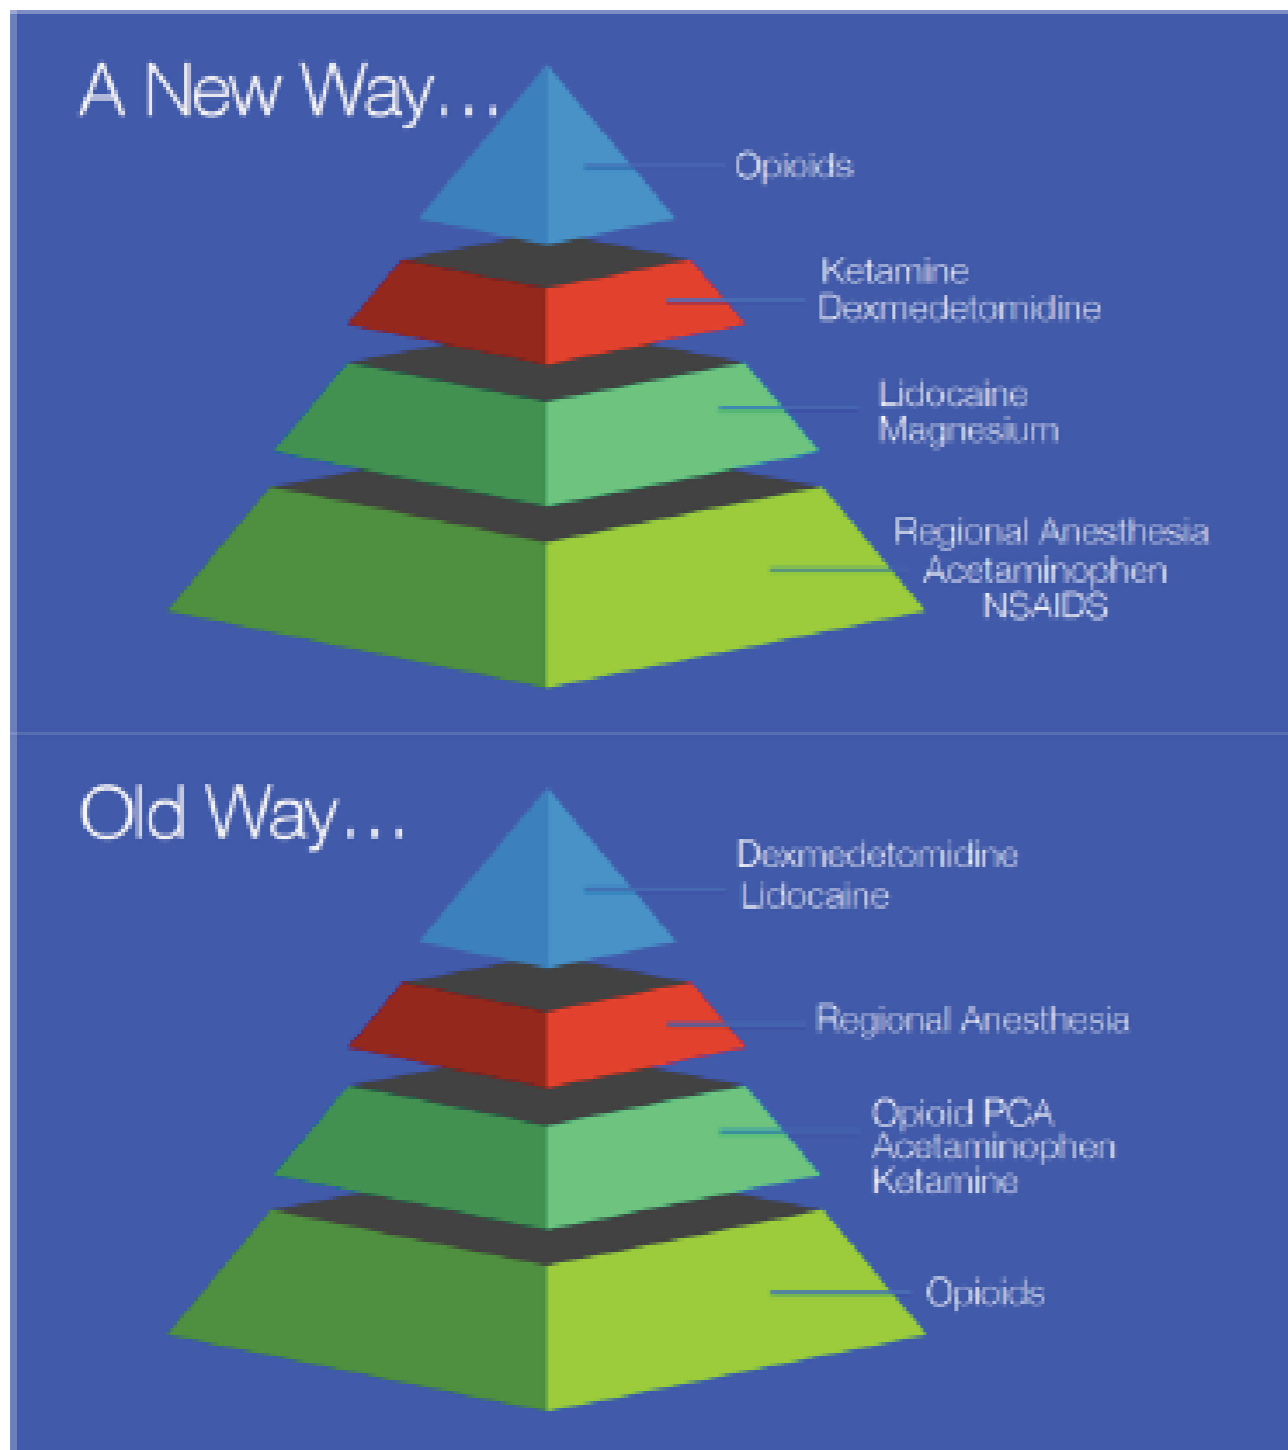 A New Way...
Opioids
Ketamine
Dexmedetomidine
Lidocaine
Magnesium
Regional Anesthesia
Acetaminophen
NSAIDS
Old Way...
Dexmedetomidine
Lidocaine
Regional Anesthesia
Opioid PCA
Acetaminophen
Ketamine
Opioids